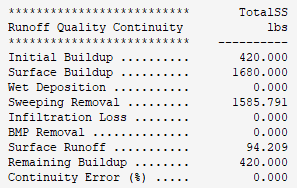 **************************       TotalSS
Runoff Quality Continuity            lbs
**************************    ----------
Initial Buildup ..........       420.000
Surface Buildup ..........      1680.000
Wet Deposition ...........         0.000
Sweeping Removal .........      1585.791
Infiltration Loss ........         0.000
BMP Removal ..............         0.000
Surface Runoff ...........        94.209
Remaining Buildup ........       420.000
Continuity Error (%) .....         0.000